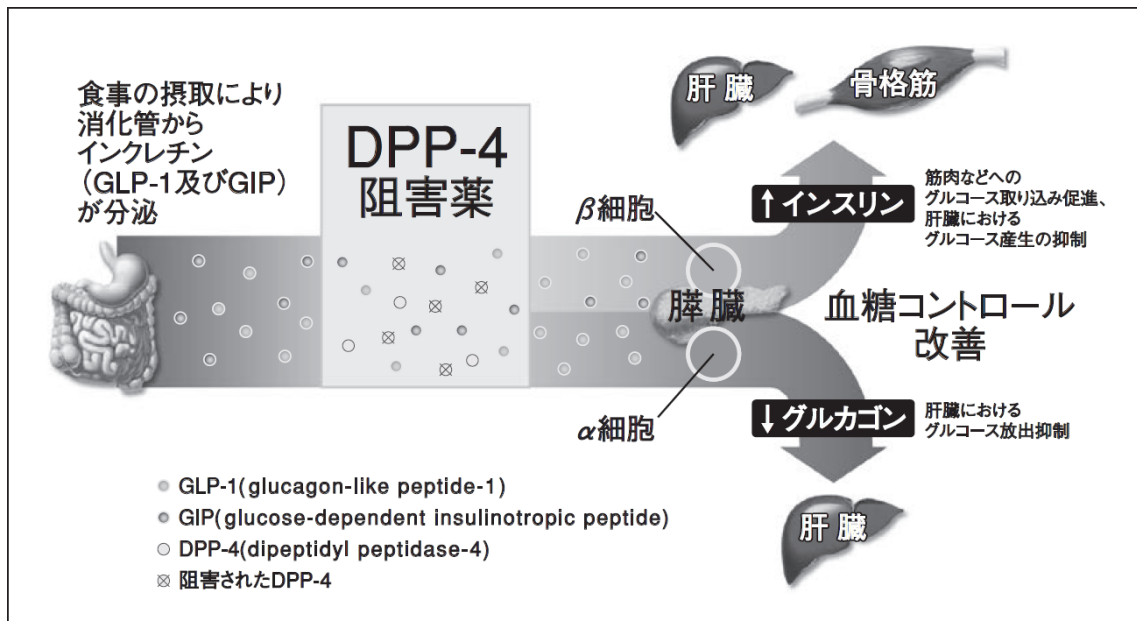 食事の摂取により
消化管から
インクレチン
（GLP-1及びGIP）
が分泌
DPP-4
阻害薬
肝臓
骨格筋
β細胞
↑インスリン
筋肉などへの
グルコース取り込み促進、
肝臓における
グルコース産生の抑制
膵臓
血糖コントロール
改善
α細胞
↓グルカゴン
肝臓における
グルコース放出抑制
肝臓
GLP-1(glucagon-like peptide-1)
GIP(glucose-dependent insulinotropic peptide)
DPP-4(dipeptidyl peptidase-4)
阻害されたDPP-4